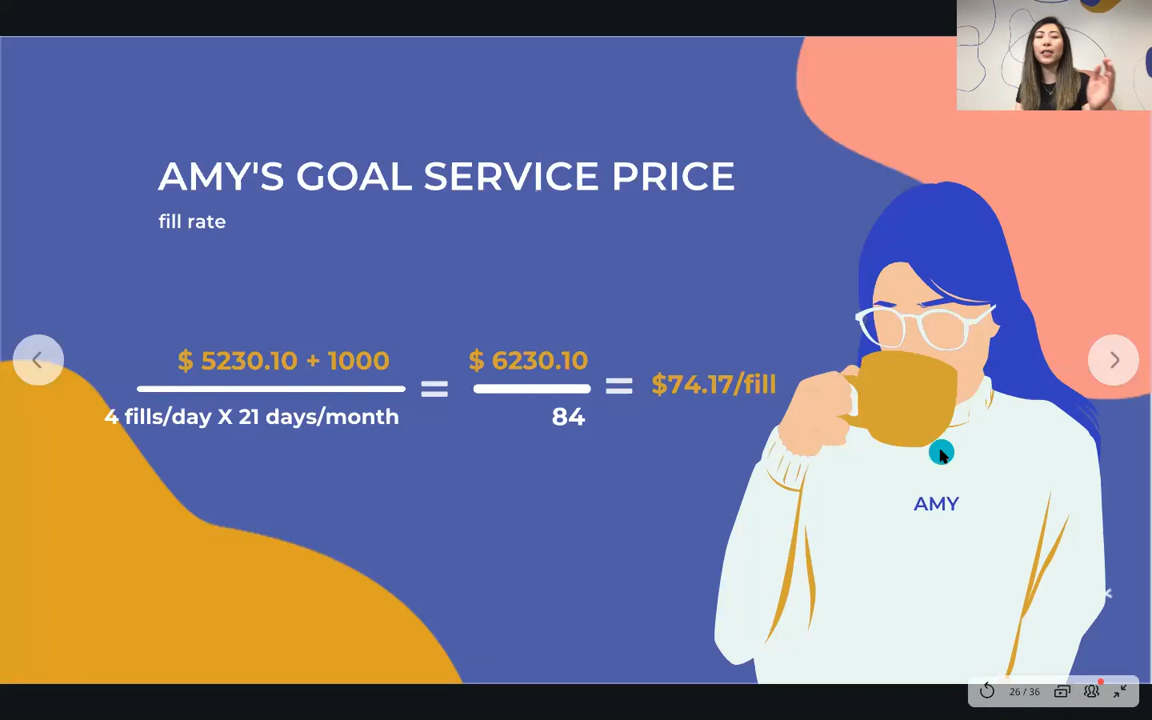 AMY'S GOAL SERVICE PRICE
fill rate
$ 5230.10 + 1000
4 fills/day X 21 days/month
=
$ 6230.10
84
=
$74.17/fill
AMY
26 / 36